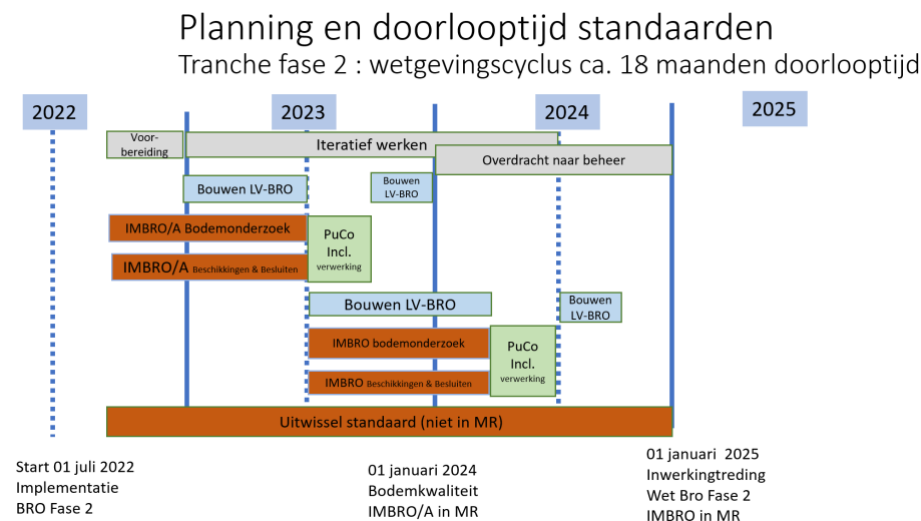 Planning en doorlooptijd standaarden
Tranche fase 2 : wetgevingscyclus ca. 18 maanden doorlooptijd
2022
2023
2024
2025
Voor-
bereiding
Iteratief werken
Overdracht naar beheer
Bouwen LV-BRO
Bouwen
LV-BRO
IMBRO/A Bodemonderzoek
PuCo
Incl.
verwerking
IMBRO/A Beschikkingen & Besluiten
Bouwen LV-BRO
Bouwen
LV-BRO
IMBRO bodemonderzoek
PuCo
Incl.
verwerking
IMBRO Beschikkingen & Besluiten
Uitwissel standaard (niet in MR)
Start 01 juli 2022
Implementatie
BRO Fase 2
01 januari 2024
Bodemkwaliteit
IMBRO/A in MR
01 januari 2025
Inwerkingtreding
Wet Bro Fase 2
IMBRO in MR